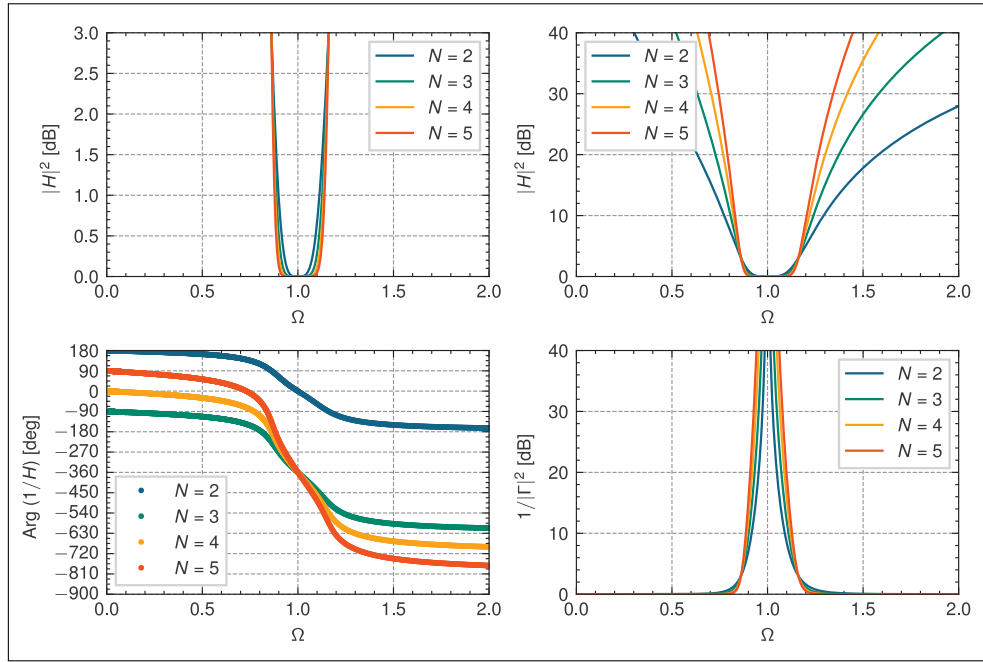 3.0
2.5
2.0
1.5
1.0
0.5
0.0
|H|² [dB]
0.0 0.5 1.0 1.5 2.0
Ω
N = 2
N = 3
N = 4
N = 5
40
30
20
10
0
|H|² [dB]
0.0 0.5 1.0 1.5 2.0
Ω
N = 2
N = 3
N = 4
N = 5
180
90
0
−90
−180
−270
−360
−450
−540
−630
−720
−810
−900
Arg (1/H) [deg]
0.0 0.5 1.0 1.5 2.0
Ω
N = 2
N = 3
N = 4
N = 5
40
30
20
10
0
1/|Γ|² [dB]
0.0 0.5 1.0 1.5 2.0
Ω
N = 2
N = 3
N = 4
N = 5